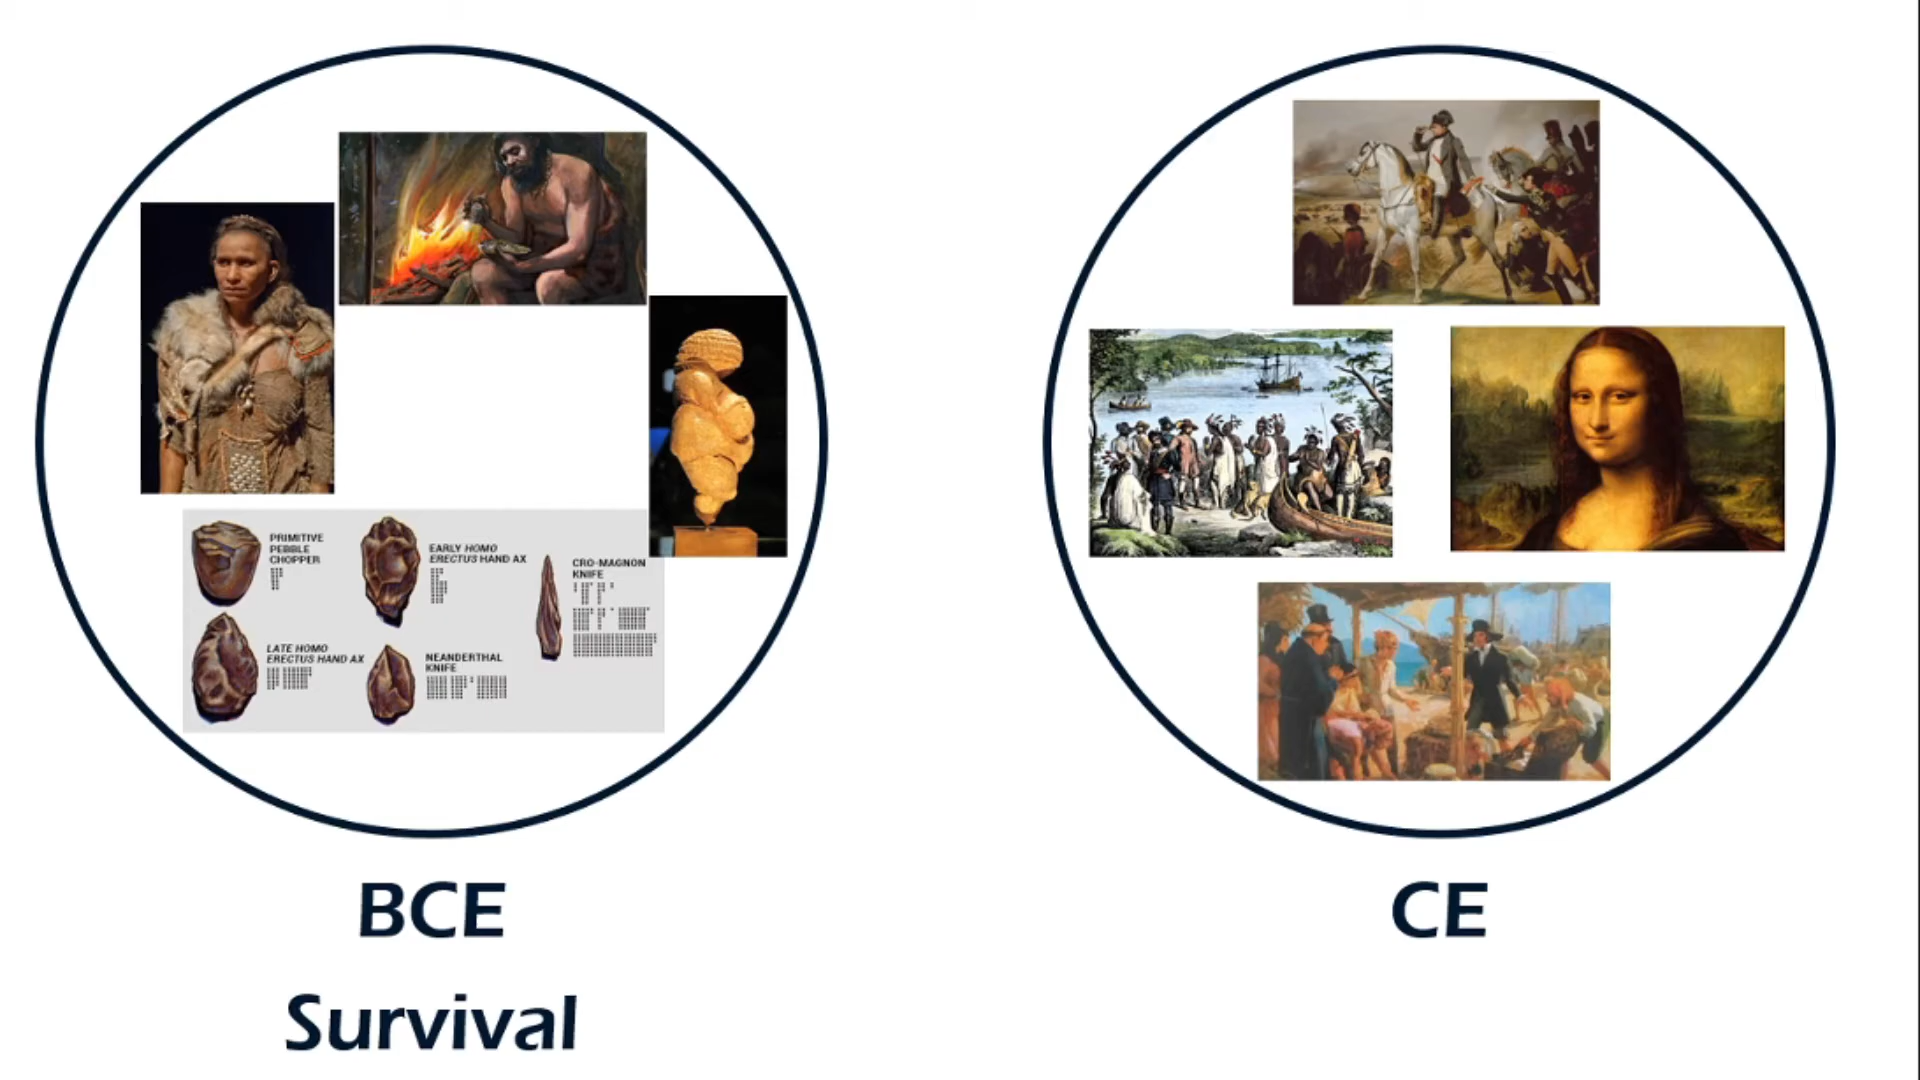 PRIMITIVE
PEBBLE
CHOPPER
EARLY HOMO
ERECTUS HAND AX
CRO-MAGNON
KNIFE
LATE HOMO
ERECTUS HAND AX
NEANDERTHAL
KNIFE
BCE
CE
Survival